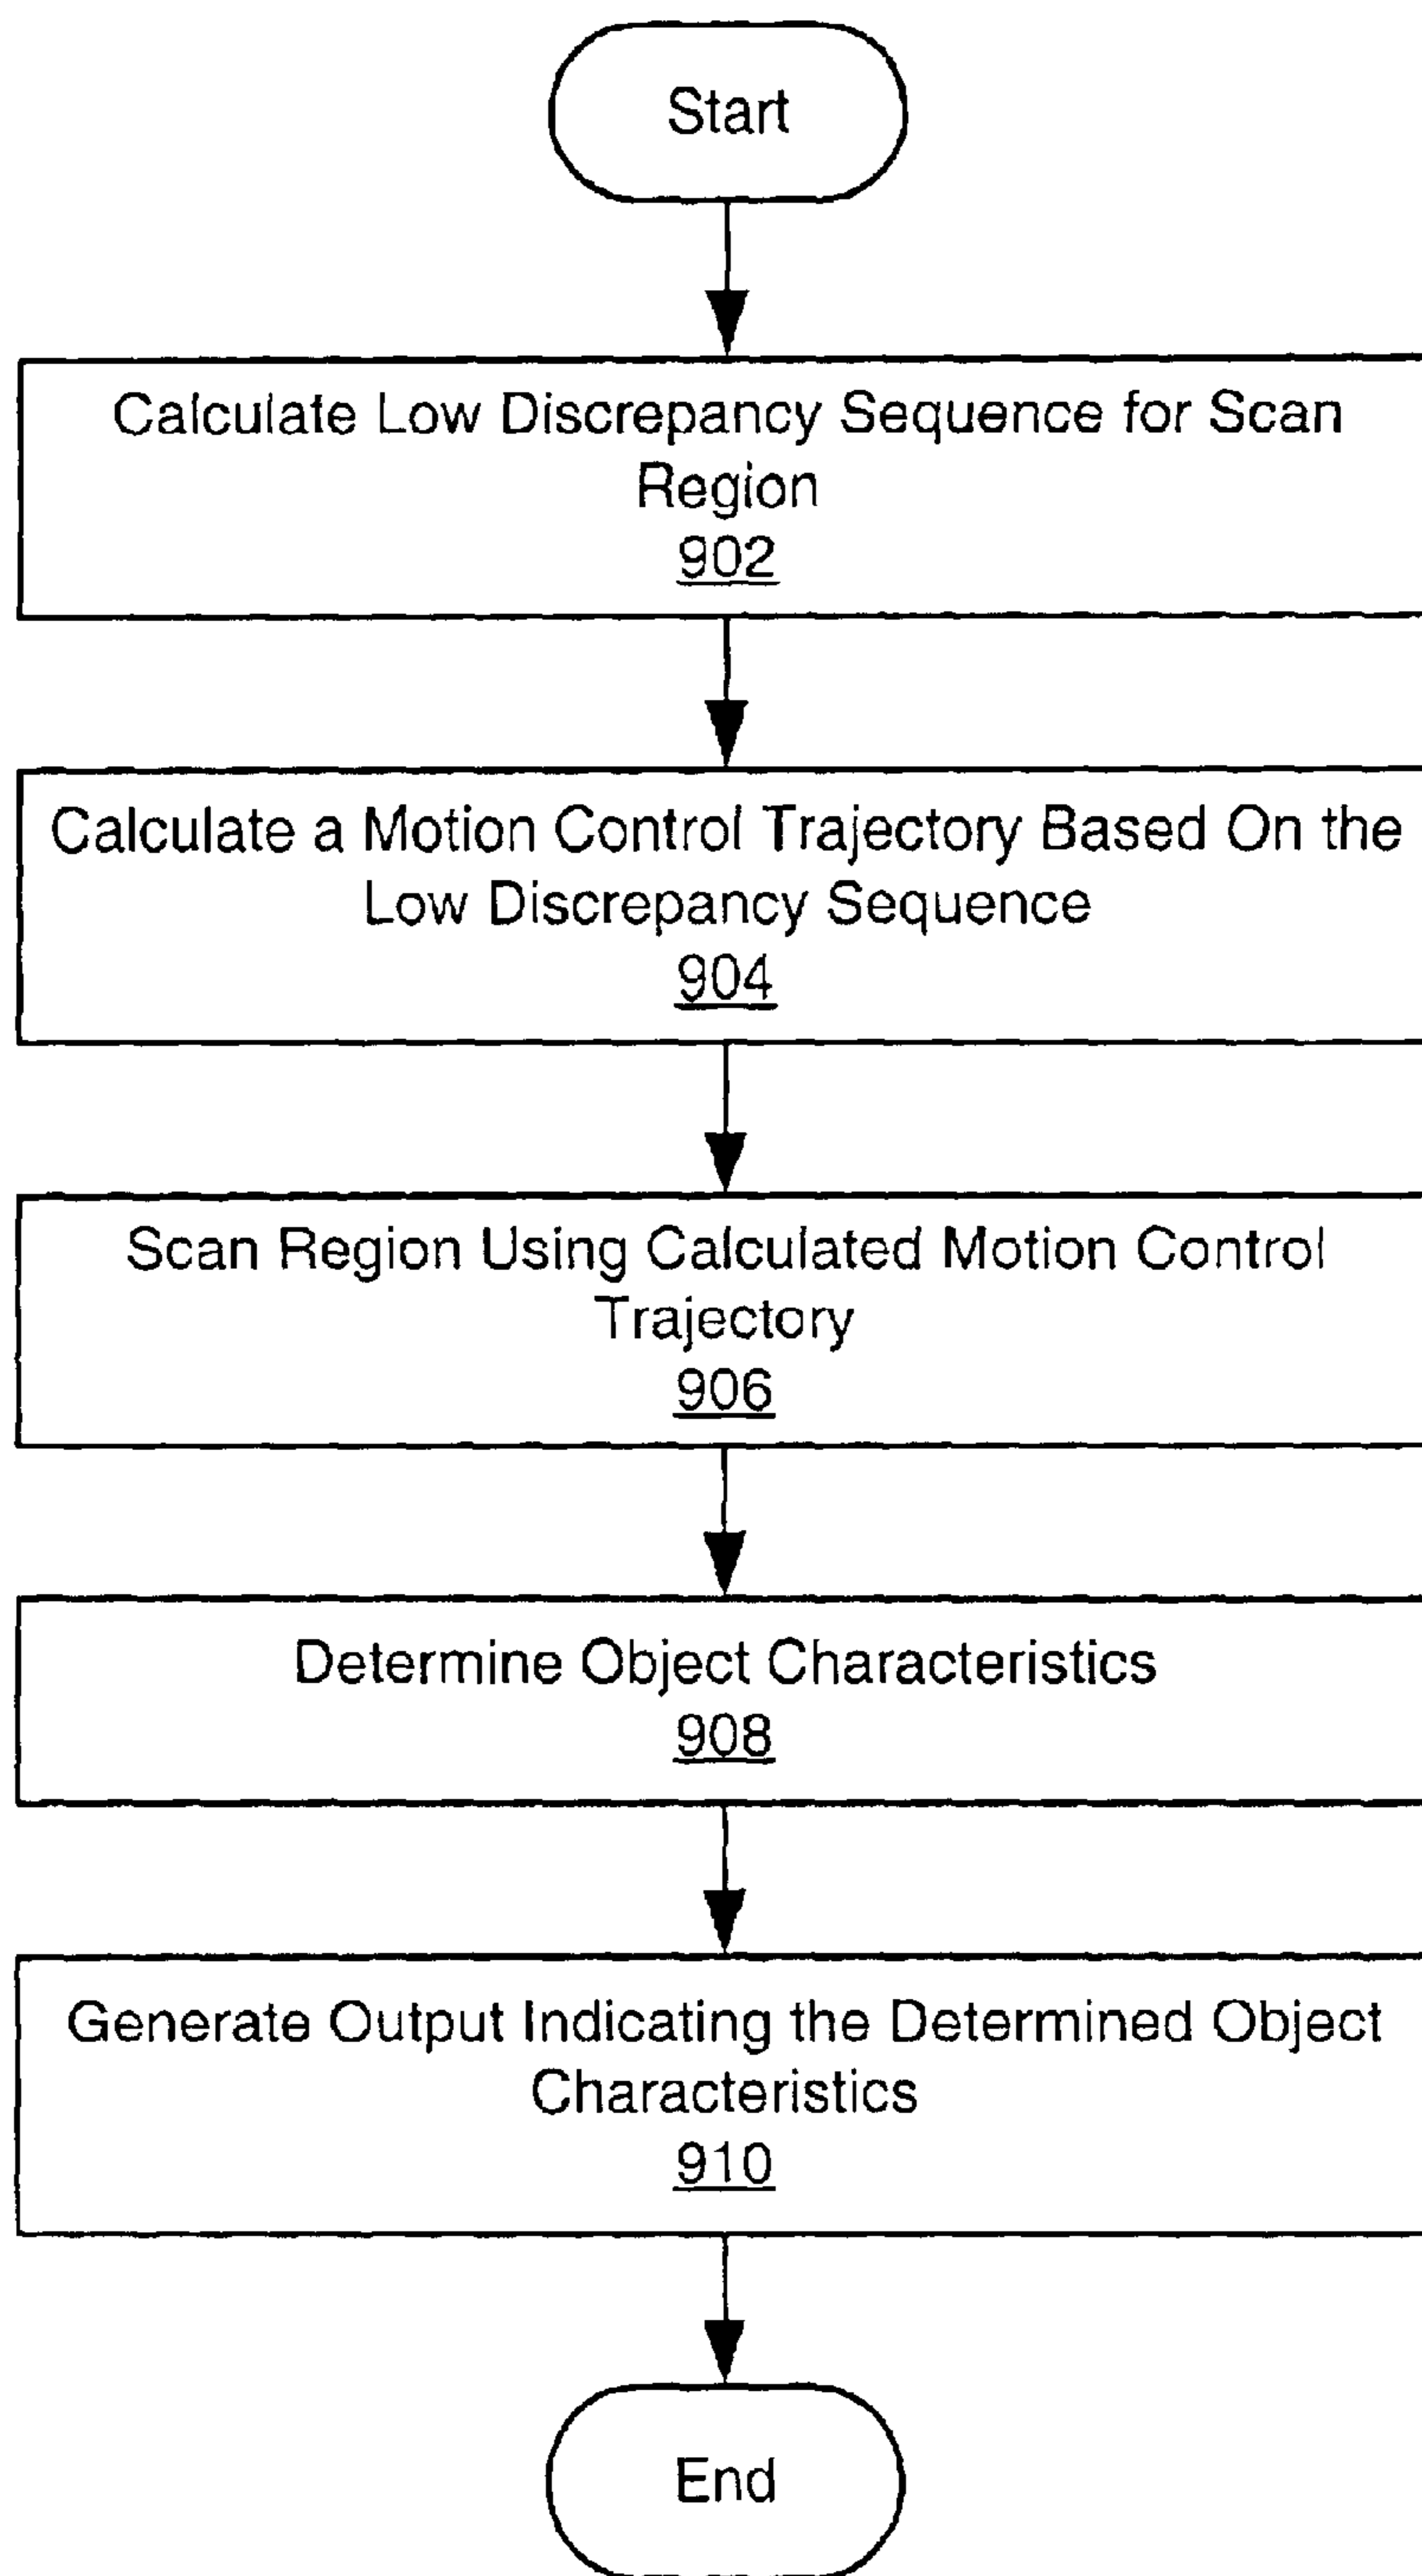 Start
Calculate Low Discrepancy Sequence for Scan
Region
902
Calculate a Motion Control Trajectory Based On the
Low Discrepancy Sequence
904
Scan Region Using Calculated Motion Control
Trajectory
906
Determine Object Characteristics
908
Generate Output Indicating the Determined Object
Characteristics
910
End